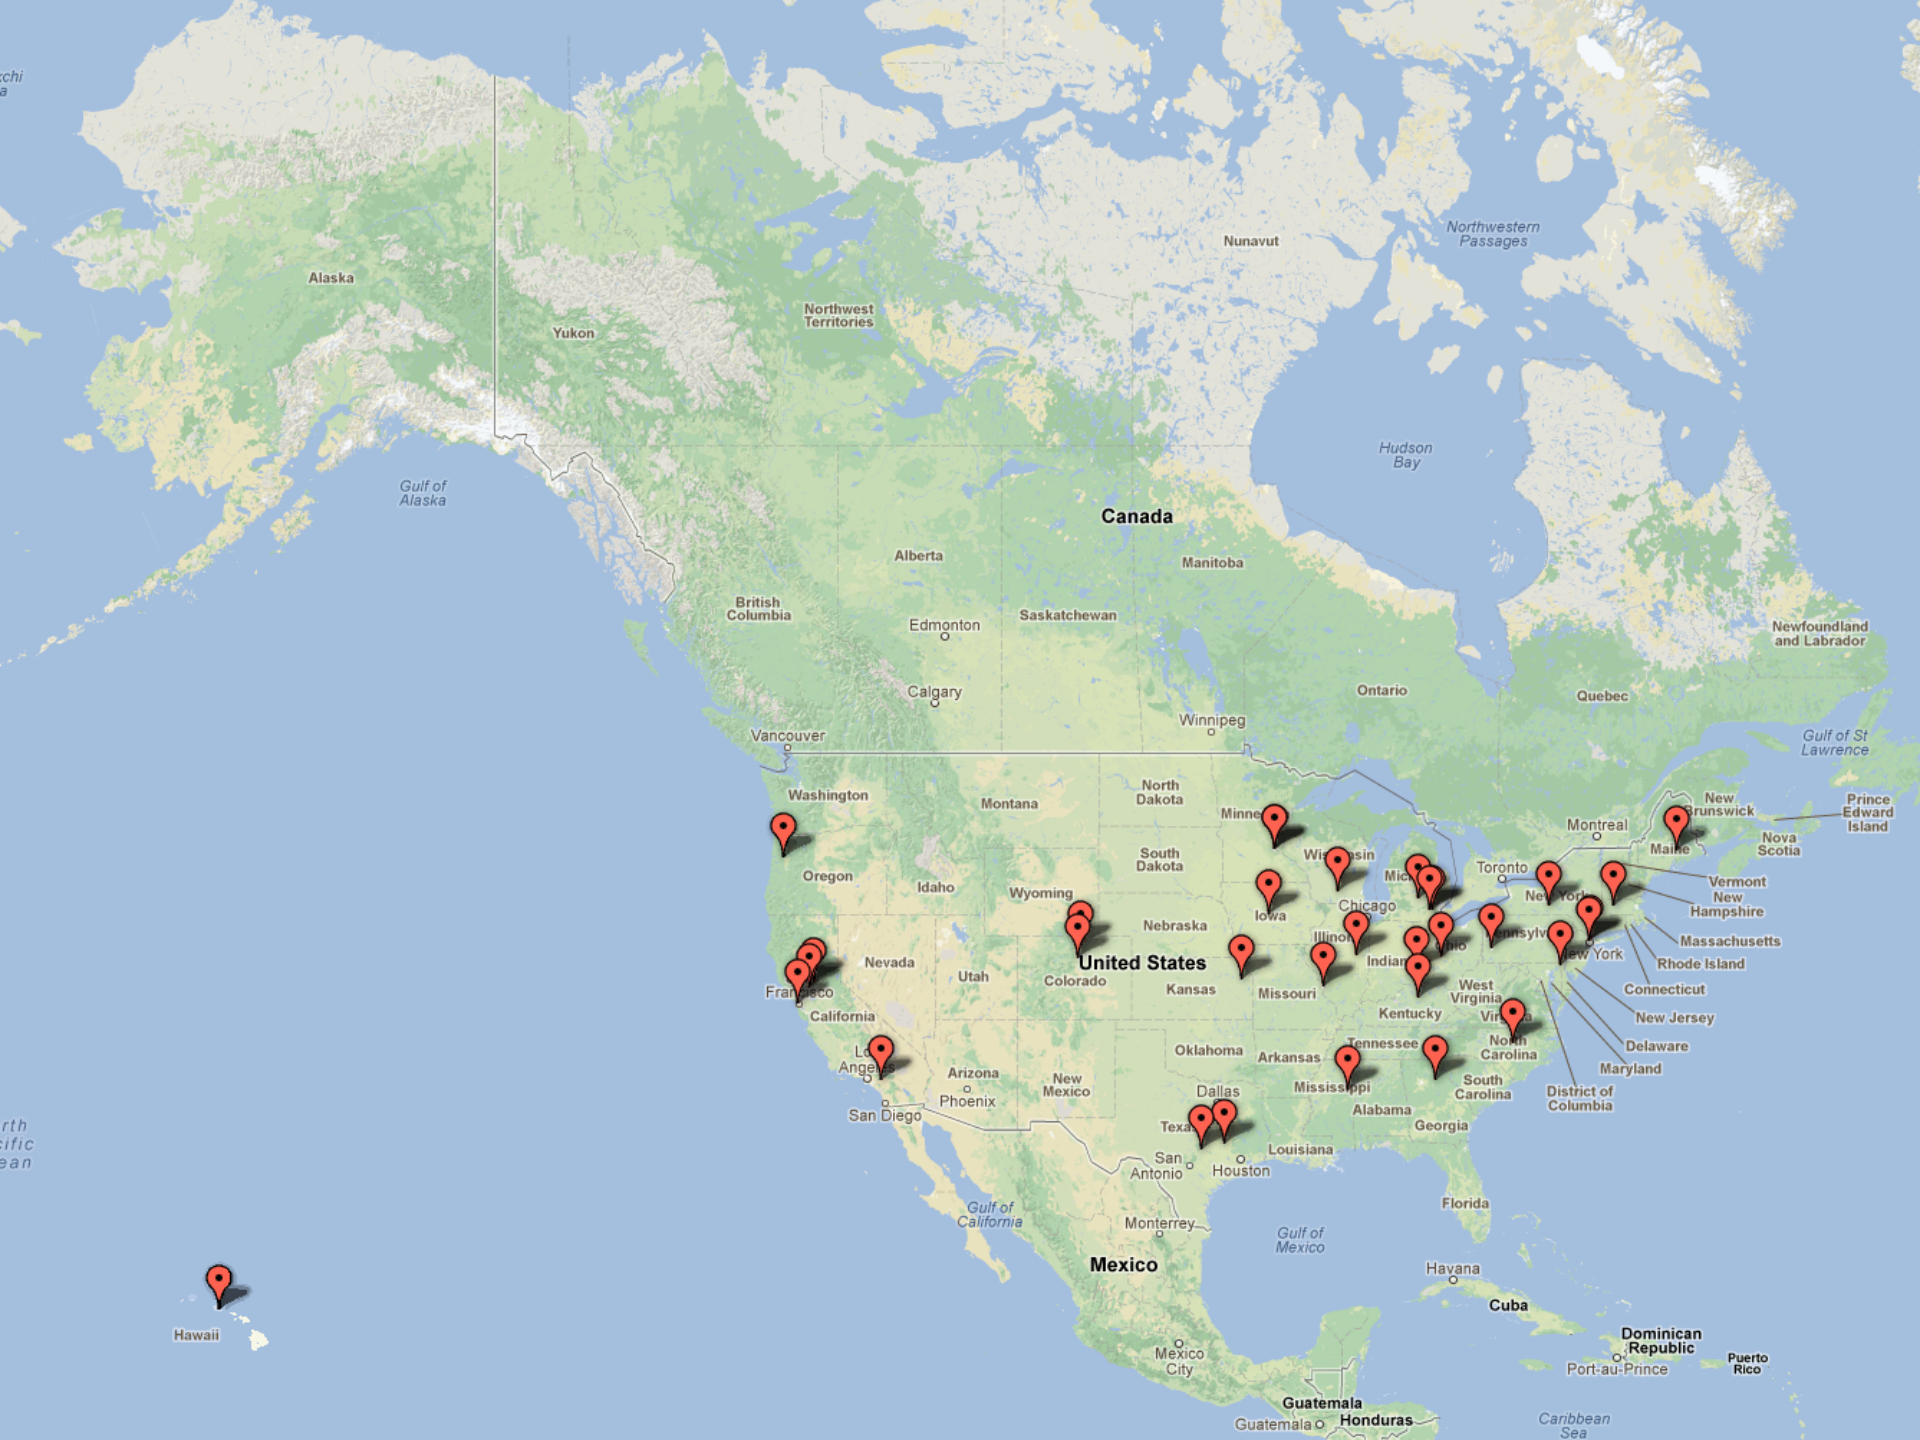 Nunavut
Northwestern
Passages
Alaska
Northwest
Territories
Yukon
Hudson
Bay
Gulf of
Alaska
Canada
Alberta
Manitoba
British
Columbia
Saskatchewan
Edmonton
Newfoundland
and Labrador
Calgary
Ontario
Quebec
Winnipeg
Vancouver
Gulf of St
Lawrence
Washington
North
Dakota
Montana
New
Brunswick
Prince
Edward
Island
Montreal
Nova
Scotia
Maine
South
Dakota
Toronto
Oregon
Idaho
Wyoming
Vermont
New
Hampshire
Chicago
Iowa
Nebraska
Massachusetts
Nevada
United States
Rhode Island
Utah
Colorado
Kansas
Missouri
West
Virginia
Connecticut
California
Kentucky
New Jersey
Oklahoma
Arkansas
Tennessee
North
Carolina
Delaware
Maryland
Angeles
Arizona
Phoenix
New
Mexico
Dallas
Mississippi
South
Carolina
District of
Columbia
San Diego
Alabama
Georgia
Louisiana
San
Antonio
Houston
Florida
Gulf of
California
Monterrey
Gulf of
Mexico
Mexico
Havana
Cuba
Hawaii
Dominican
Republic
Port-au-Prince
Puerto
Rico
Mexico
City
Guatemala
Guatemala
Honduras
Caribbean
Sea